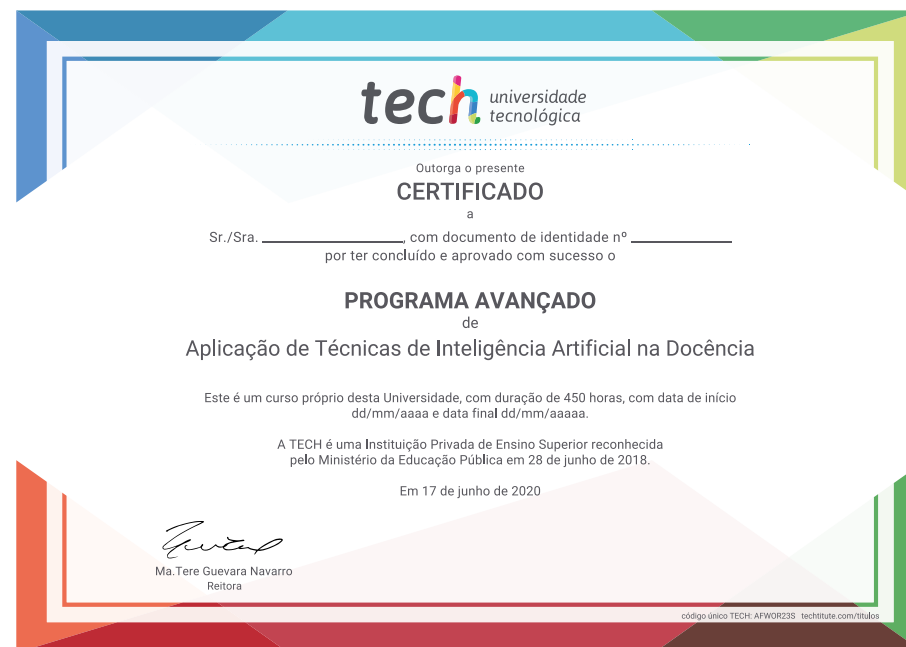 tech universidade
tecnológica
Outorga o presente
CERTIFICADO
a
Sr./Sra. ____________, com documento de identidade nº ____________
por ter concluído e aprovado com sucesso o
PROGRAMA AVANÇADO
de
Aplicação de Técnicas de Inteligência Artificial na Docência
Este é um curso próprio desta Universidade, com duração de 450 horas, com data de início
dd/mm/aaaa e data final dd/mm/aaaaa.
A TECH é uma Instituição Privada de Ensino Superior reconhecida
pelo Ministério da Educação Pública em 28 de junho de 2018.
Em 17 de junho de 2020
Ma.Tere Guevara Navarro
Reitora
código único TECH: AFWOR23S techtitute.com/titulos